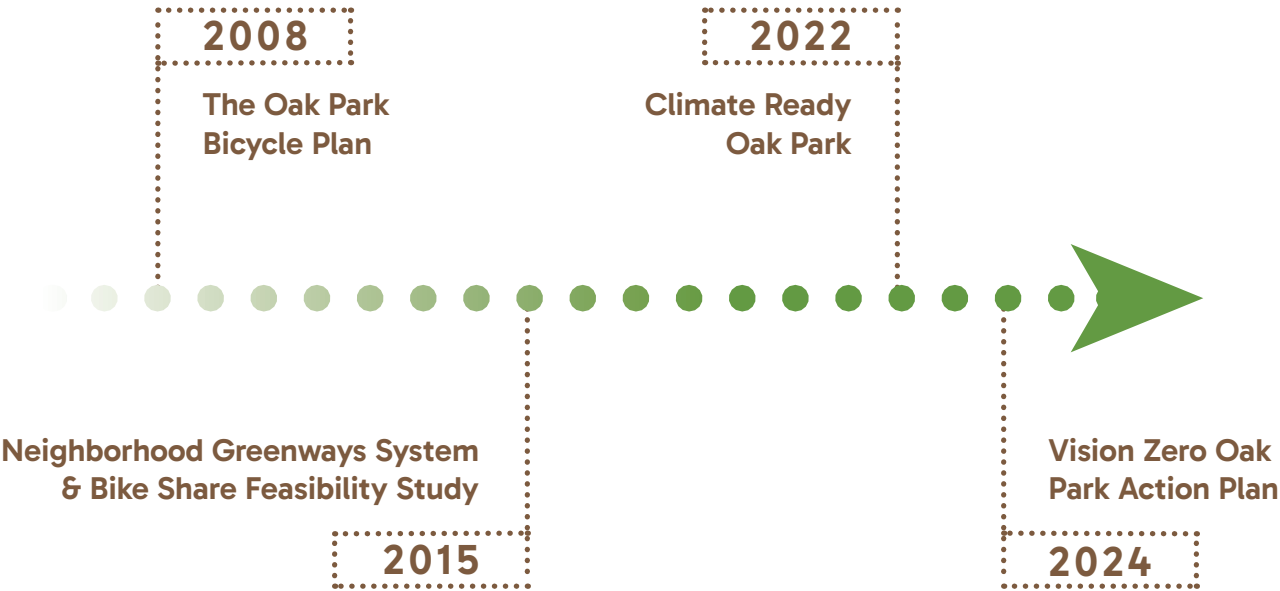 2008
The Oak Park
Bicycle Plan
2022
Climate Ready
Oak Park
Neighborhood Greenways System
& Bike Share Feasibility Study
2015
Vision Zero Oak
Park Action Plan
2024